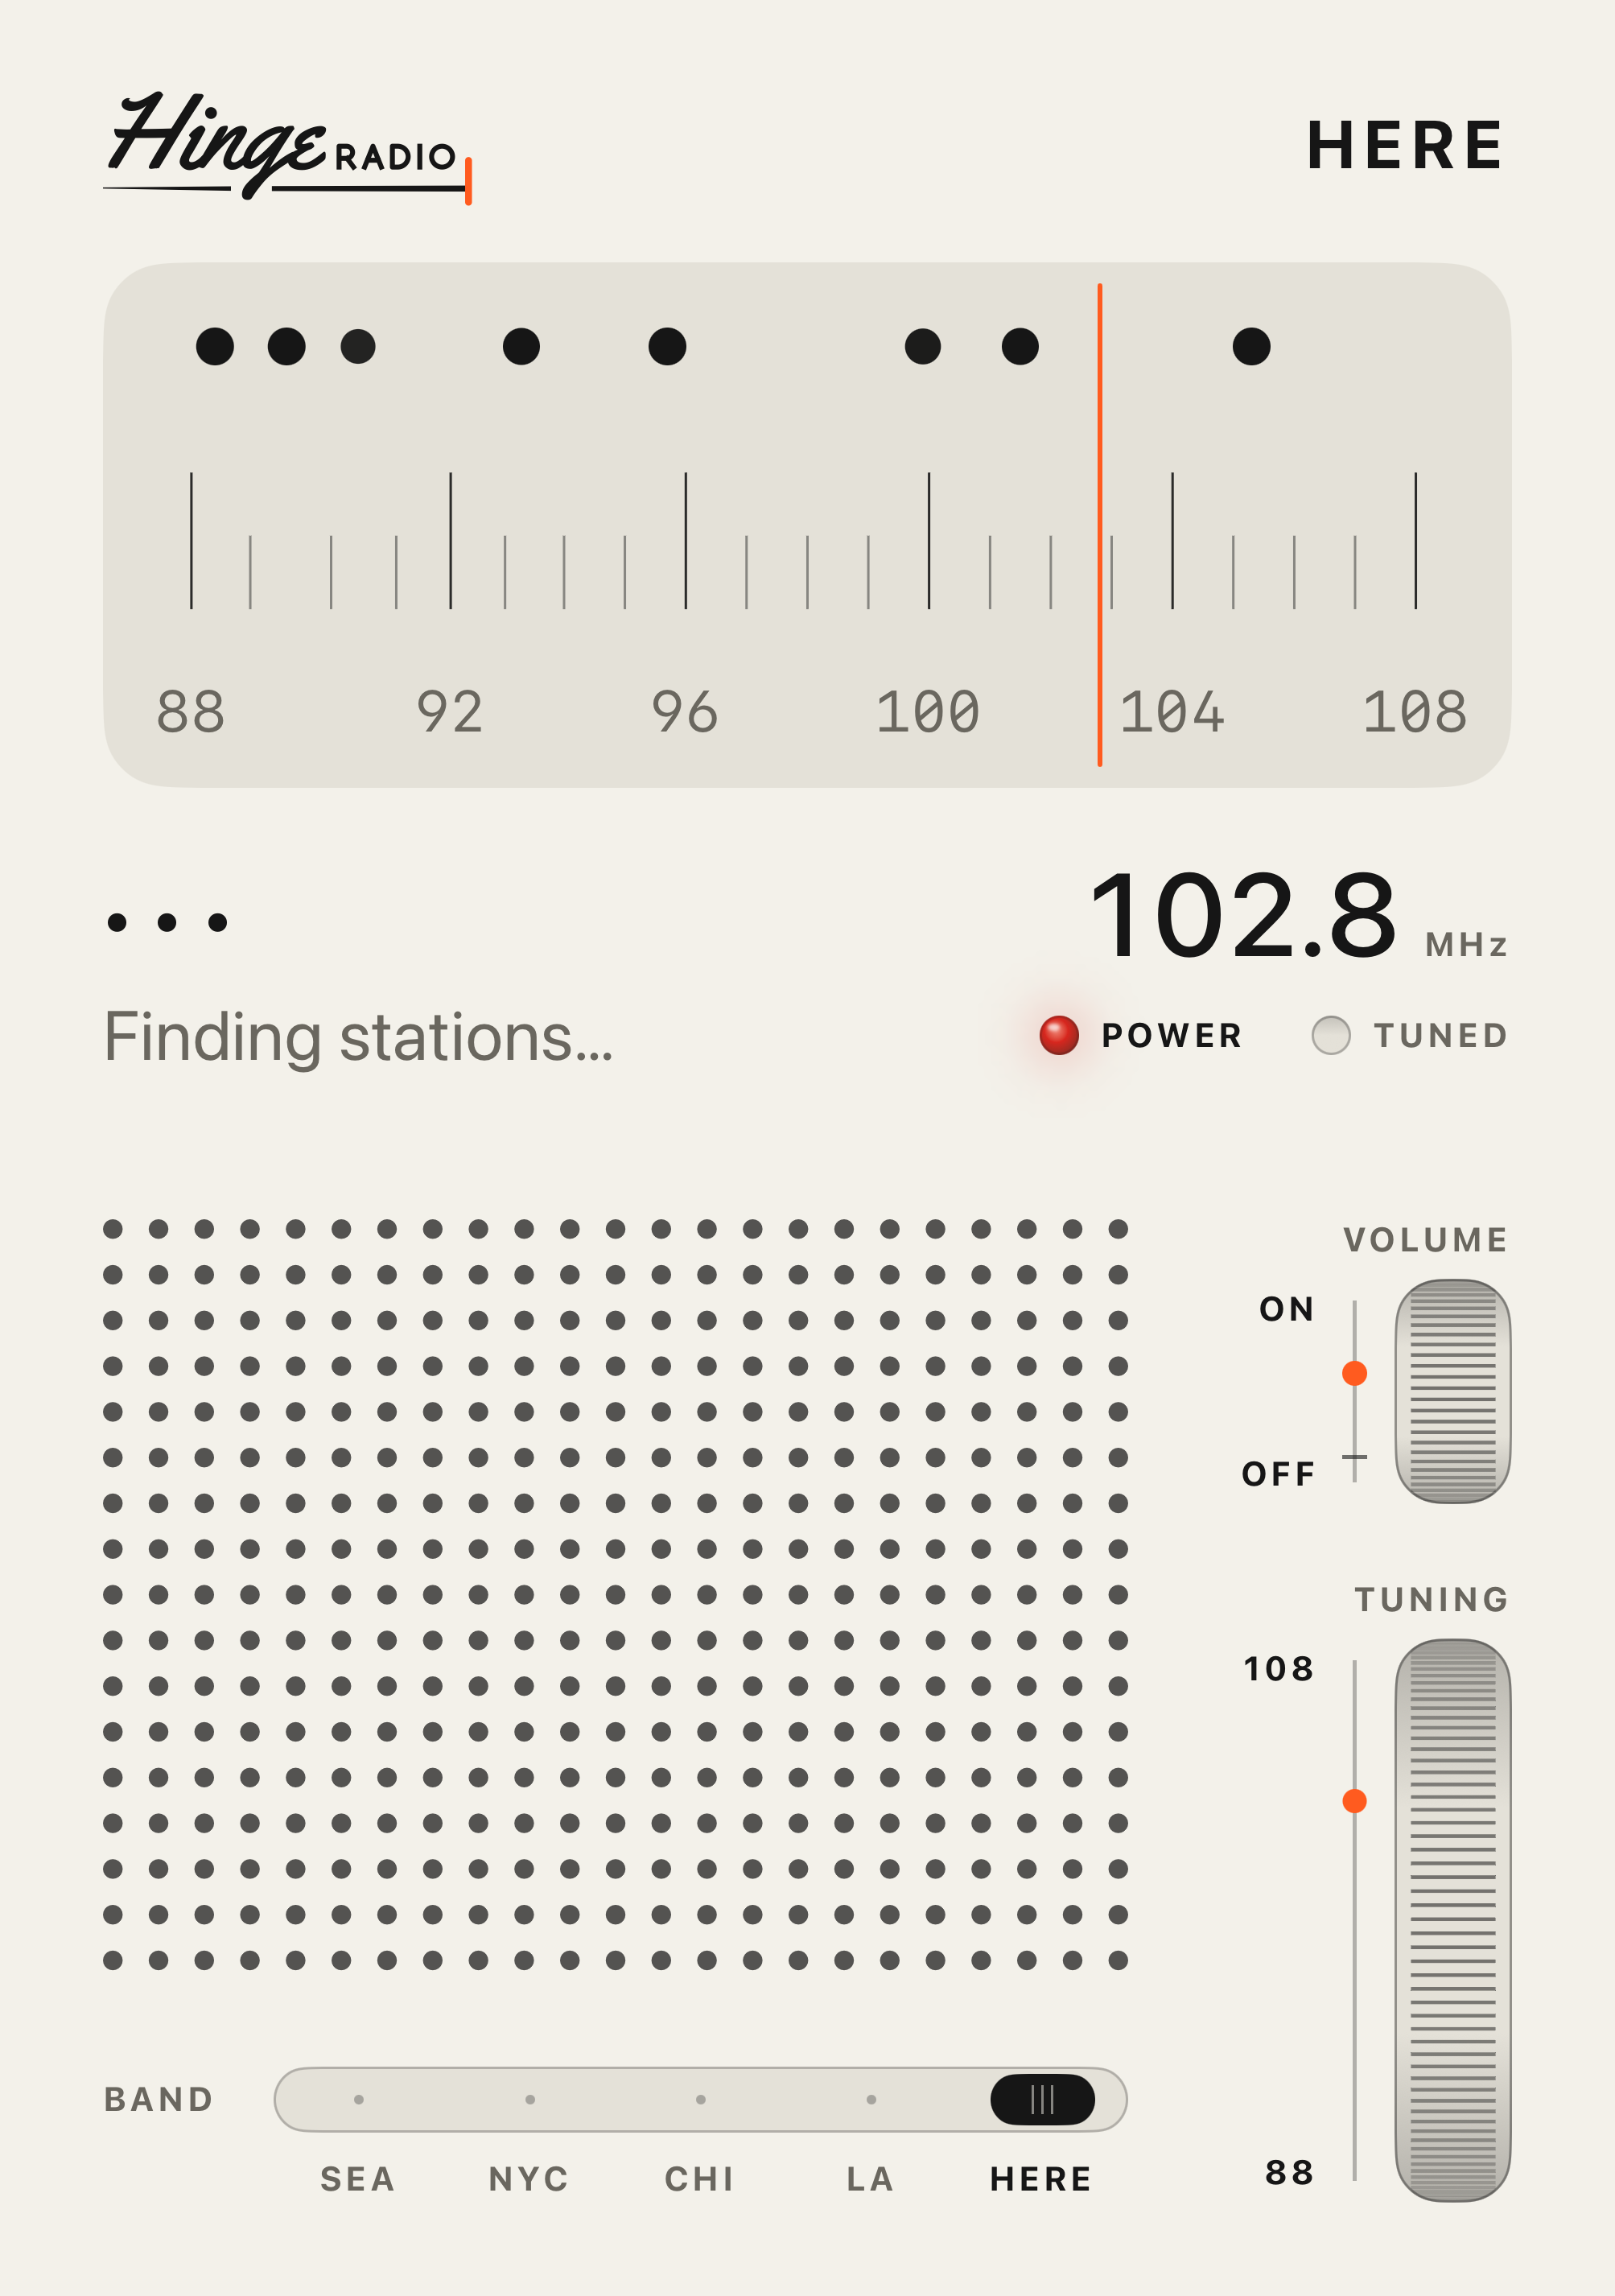 Hinge RADIO
HERE
88 92 96 100 104 108
...
102.8 MHz
Finding stations...
POWER TUNED
VOLUME
ON
OFF
TUNING
108
88
BAND
SEA NYC CHI LA HERE